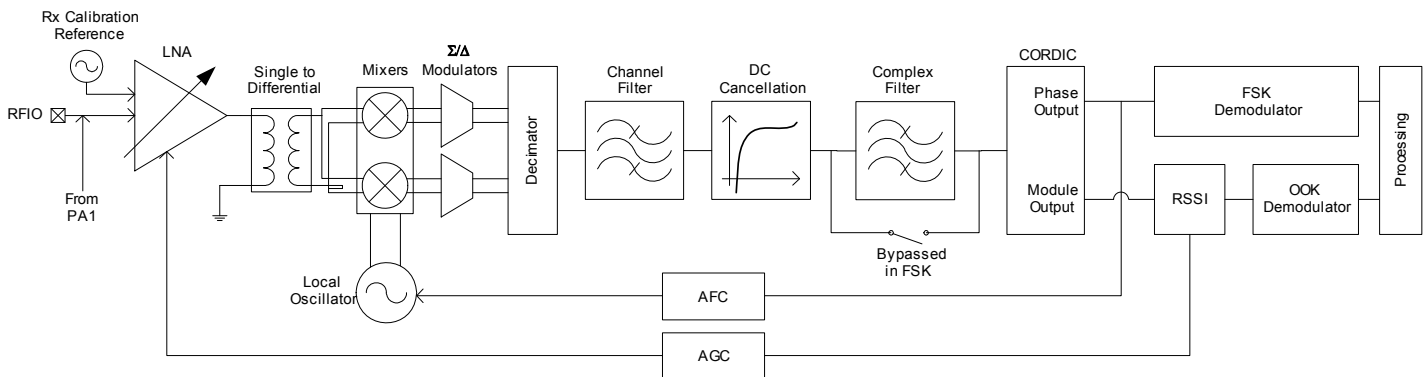 Rx Calibration
Reference
LNA
RFIO
From
PA1
Single to
Differential
Mixers
Σ/Δ
Modulators
Local
Oscillator
Decimator
Channel
Filter
DC
Cancellation
Complex
Filter
Bypassed
in FSK
CORDIC
Phase
Output
Module
Output
FSK
Demodulator
RSSI
OOK
Demodulator
Processing
AFC
AGC